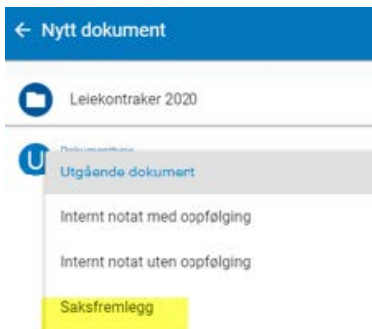 ← Nytt dokument
Leiekontraker 2020
U
Utgående dokument
Internt notat med oppfølging
Internt notat uten oppfølging
Saksfremlegg